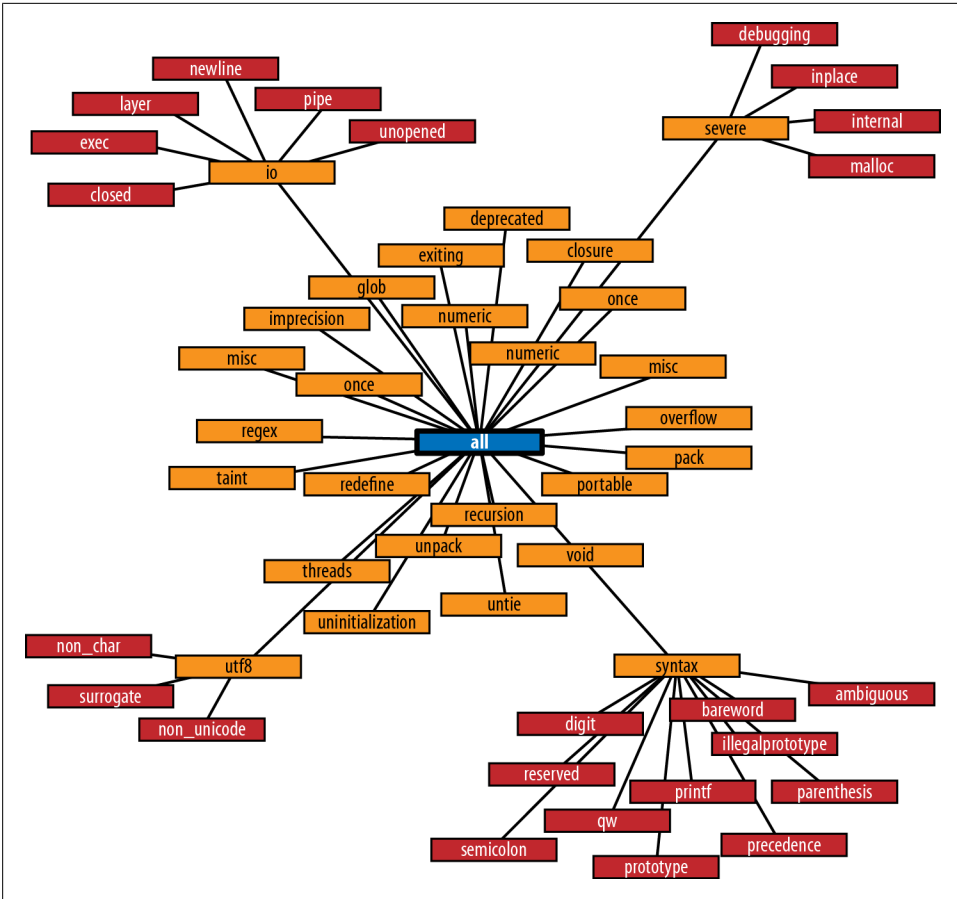 debugging
newline
inplace
layer
pipe
internal
unopened
severe
exec
malloc
io
closed
deprecated
closure
exiting
glob
once
imprecision
numeric
numeric
misc
misc
once
overflow
regex
all
pack
taint
redefine
portable
recursion
unpack
void
threads
untie
uninitialization
non_char
utf8
syntax
surrogate
ambiguous
bareword
non_unicode
digit
illegalprototype
reserved
printf
parenthesis
qw
semicolon
precedence
prototype